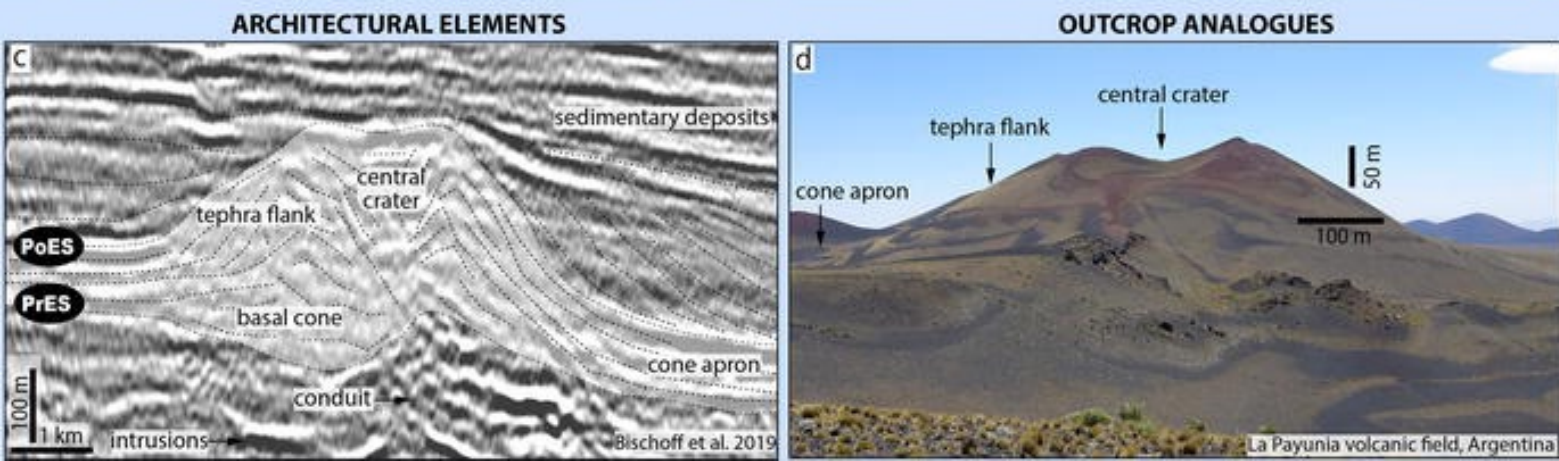 ARCHITECTURAL ELEMENTS
OUTCROP ANALOGUES
c
sedimentary deposits
central
crater
tephra flank
PoES
PrES
basal cone
cone apron
conduit
100 m
1 km
intrusions
Bischoff et al. 2019
d
central crater
tephra flank
cone apron
50 m
100 m
La Payunia volcanic field, Argentina